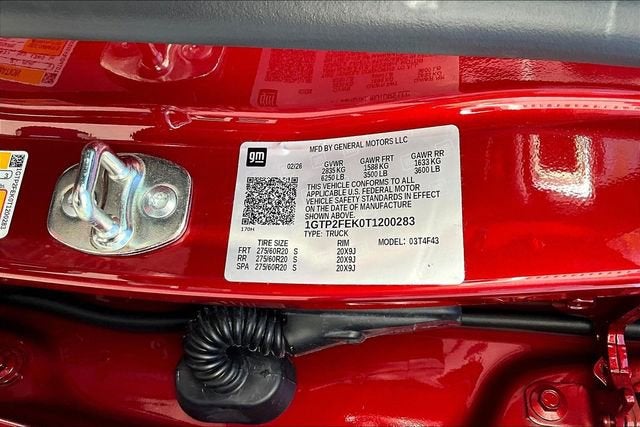 MFD BY GENERAL MOTORS LLC
gm
02/26 GVWR GAWR FRT GAWR RR
2835 KG 1588 KG 1633 KG
6250 LB 3500 LB 3600 LB
THIS VEHICLE CONFORMS TO ALL
APPLICABLE U.S. FEDERAL MOTOR
VEHICLE SAFETY STANDARDS IN EFFECT
ON THE DATE OF MANUFACTURE
SHOWN ABOVE.
1GTP2FEK0T1200283
170H TYPE: TRUCK
TIRE SIZE RIM MODEL: 03T4F43
FRT 275/60R20 S 20X9J
RR 275/60R20 S 20X9J
SPA 275/60R20 S 20X9J
1GTP2FEK0T1200283